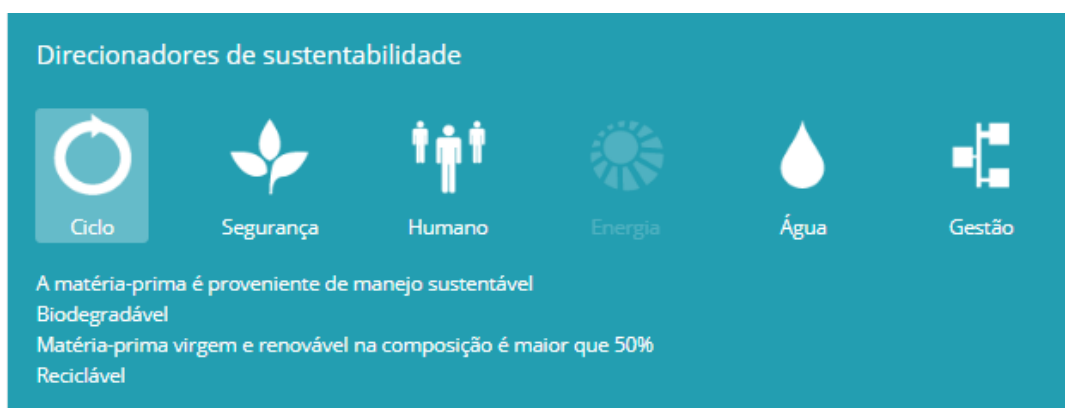 Direcionadores de sustentabilidade
Ciclo
Segurança
Humano
Energia
Água
Gestão
A matéria-prima é proveniente de manejo sustentável
Biodegradável
Matéria-prima virgem e renovável na composição é maior que 50%
Reciclável